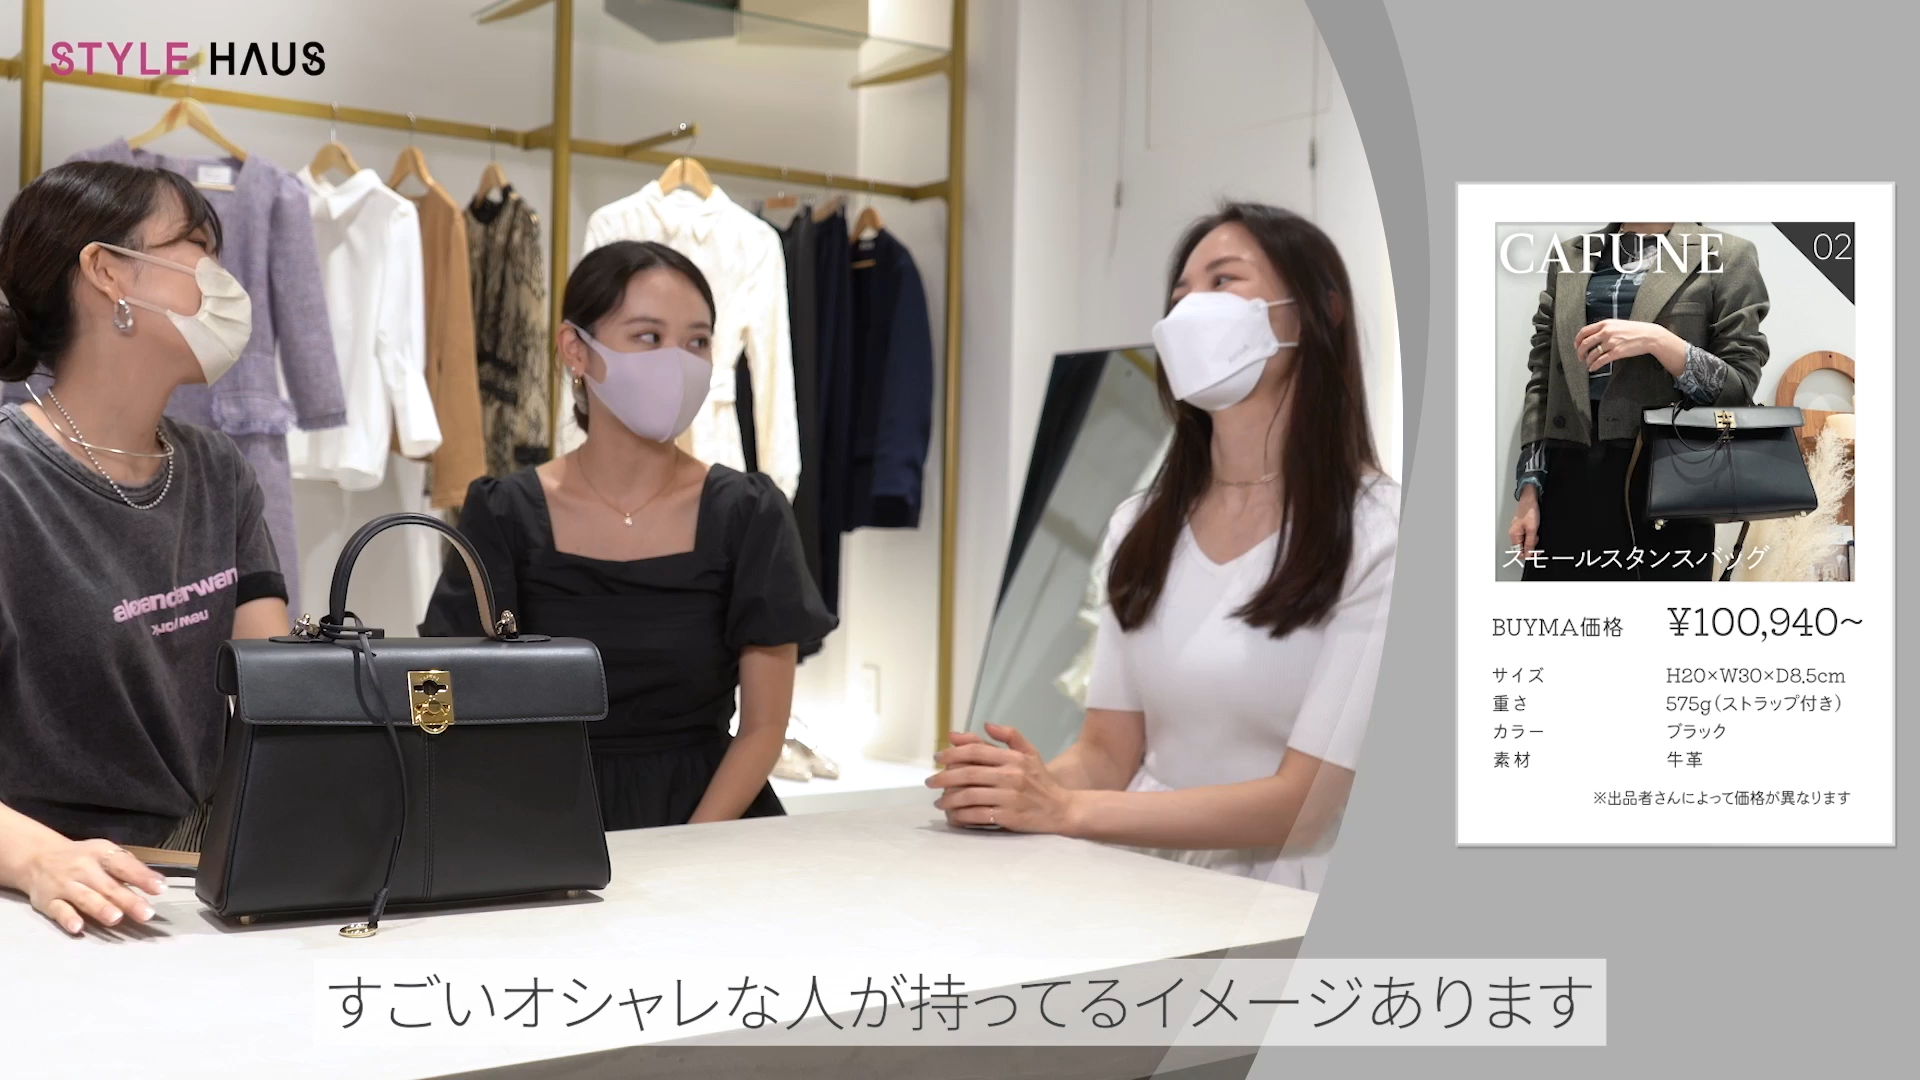 STYLE HAUS
alexanderwan
new york
CAFUNE
02
スモールスタンスバッグ
BUYMA価格 ¥100,940~
サイズ H20×W30×D8.5cm
重さ 575g(ストラップ付き)
カラー ブラック
素材 牛革
※出品者さんによって価格が異なります
すごいオシャレな人が持ってるイメージあります